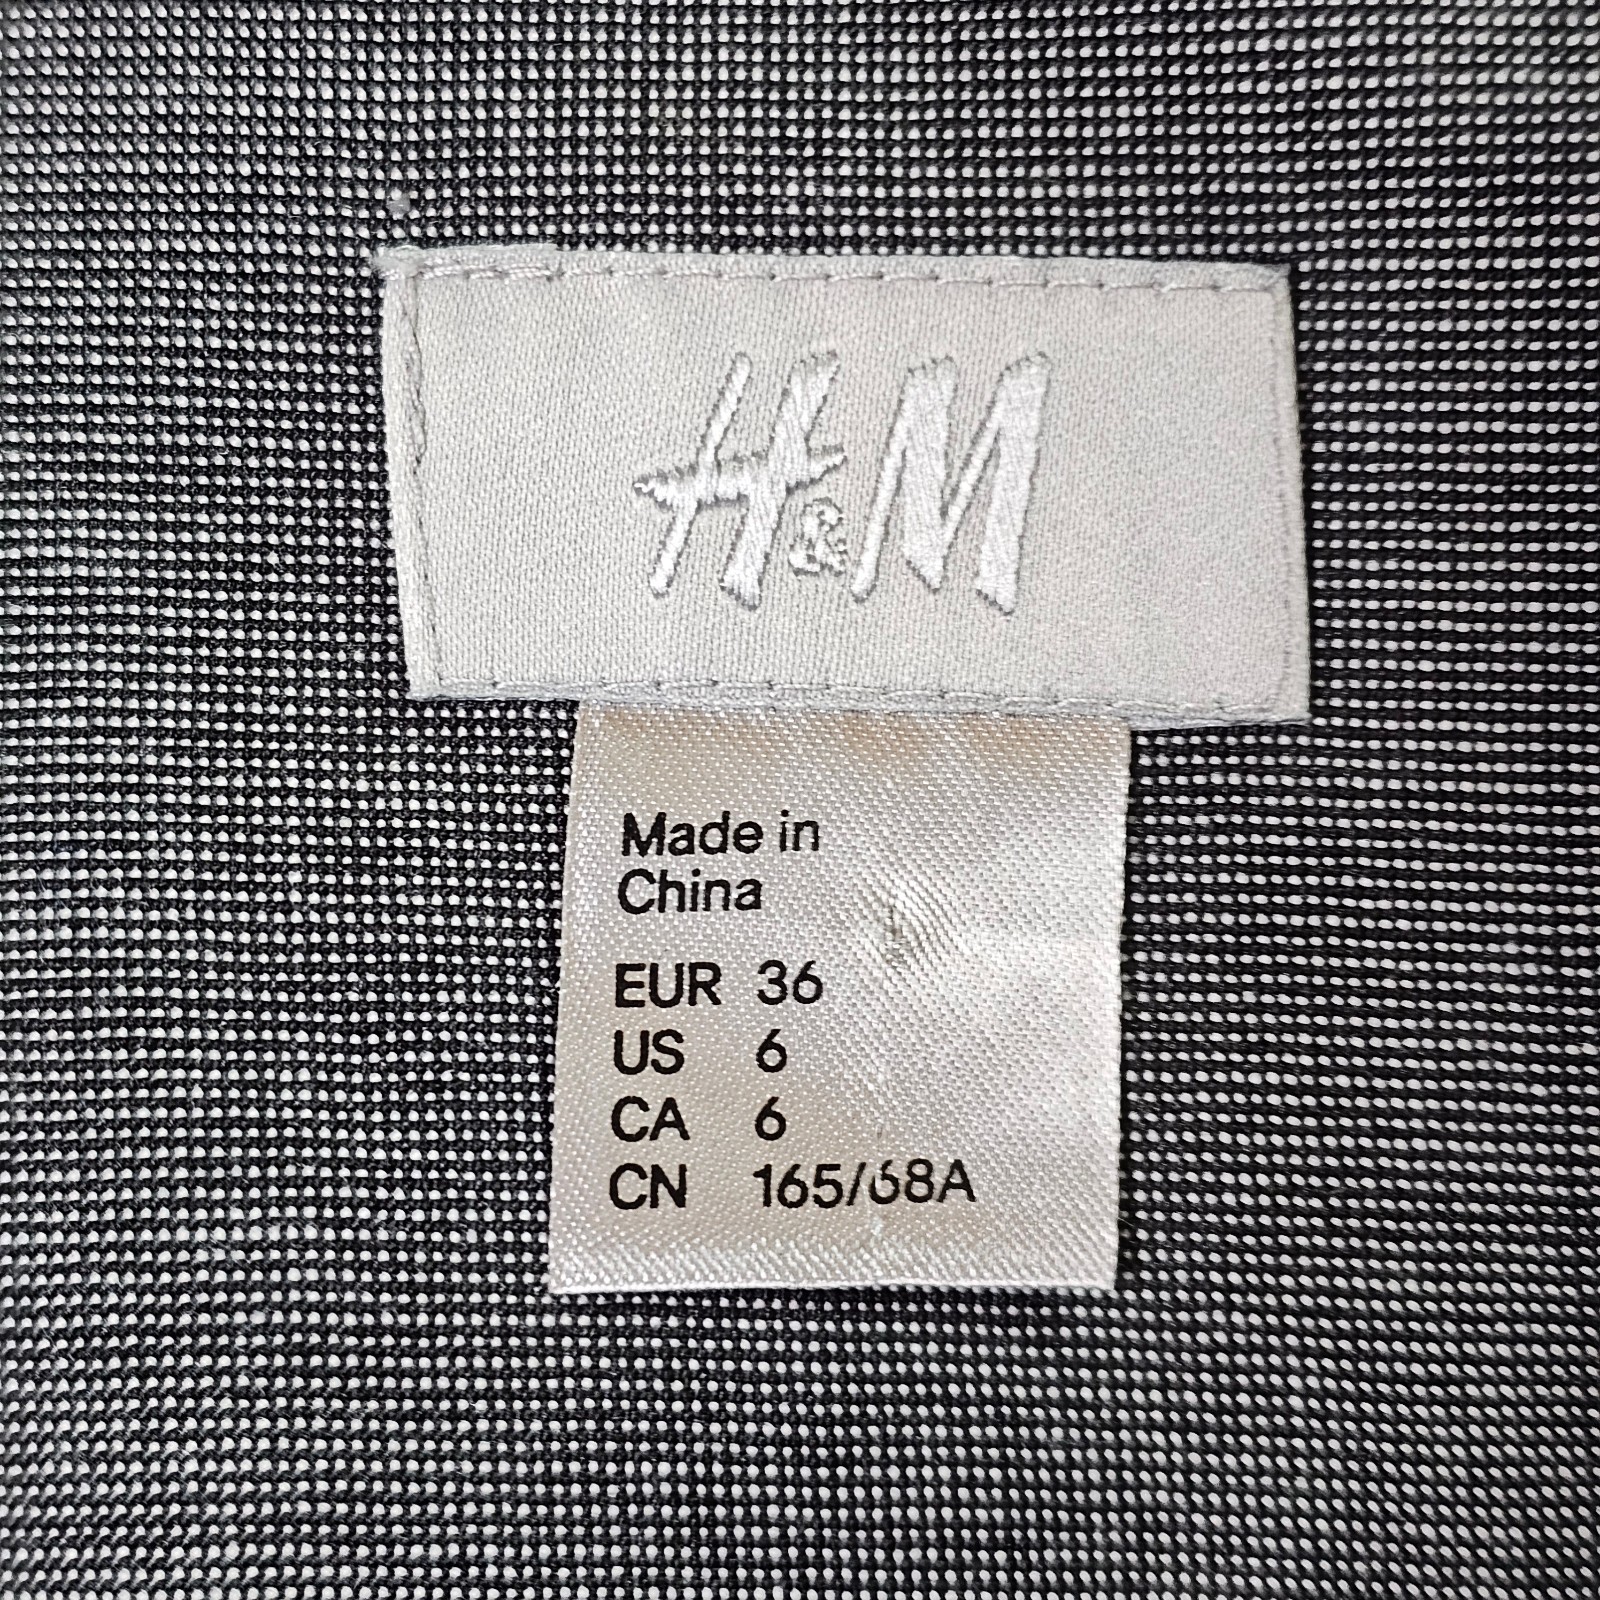 H&M
Made in
China
EUR 36
US 6
CA 6
CN 165/68A